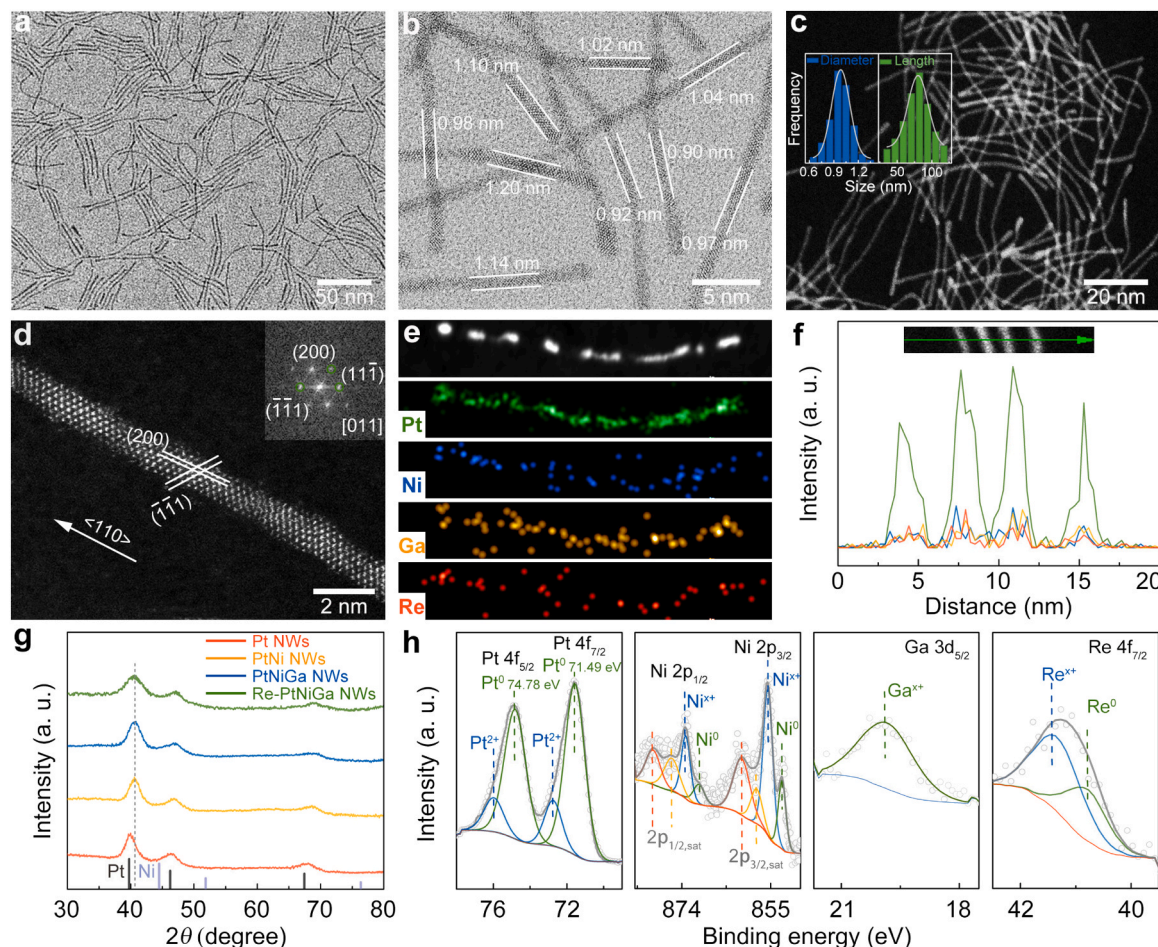 a
50 nm
b
1.02 nm
1.10 nm
1.04 nm
0.98 nm
0.90 nm
1.20 nm
0.92 nm
0.97 nm
1.14 nm
5 nm
c
Diameter
Length
Frequency
0.6 0.9 1.2 50 100
Size (nm)
20 nm
d
(200)
(111̅)
(1̅1̅1)
[011]
(200)
(1̅1̅1)
<110>
2 nm
e
Pt
Ni
Ga
Re
f
Intensity (a. u.)
0 5 10 15 20
Distance (nm)
g
Pt NWs
PtNi NWs
PtNiGa NWs
Re-PtNiGa NWs
Intensity (a. u.)
Pt
Ni
30 40 50 60 70 80
2θ (degree)
h
Intensity (a. u.)
Pt 4f7/2
Pt 4f5/2
Pt⁰ 71.49 eV
Pt⁰ 74.78 eV
Pt²⁺
Pt²⁺
76 72
Ni 2p3/2
Ni 2p1/2
Niˣ⁺
Niˣ⁺
Ni⁰
Ni⁰
2p1/2,sat
2p3/2,sat
874 855
Ga 3d5/2
Gaˣ⁺
21 18
Re 4f7/2
Reˣ⁺
Re⁰
42 39
Binding energy (eV)